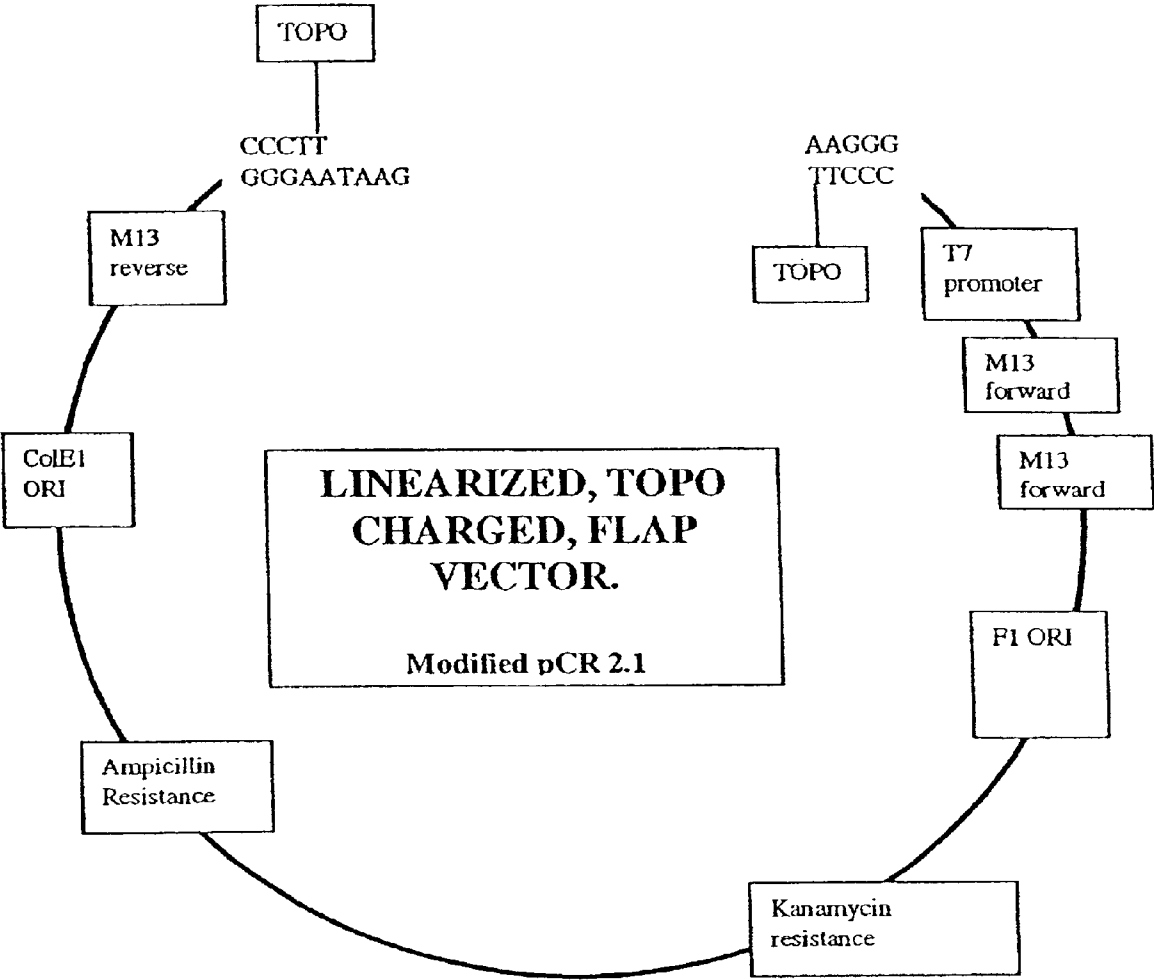 TOPO
CCCTT
GGGAATAAG
AAGGG
TTCCC
TOPO
M13
reverse
T7
promoter
M13
forward
M13
forward
ColE1
ORI
LINEARIZED, TOPO
CHARGED, FLAP
VECTOR.
Modified pCR 2.1
F1 ORI
Ampicillin
Resistance
Kanamycin
resistance